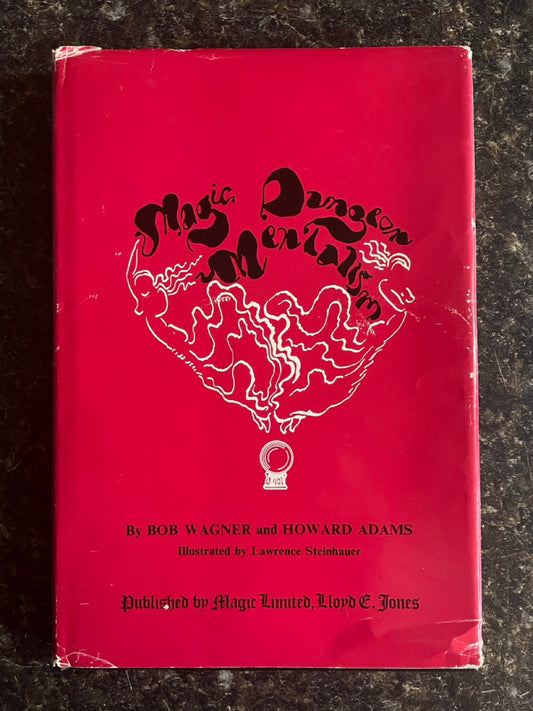 Magic Dungeon
Mentalism
By BOB WAGNER and HOWARD ADAMS
Illustrated by Lawrence Steinhauer
Published by Magic Limited, Lloyd E. Jones